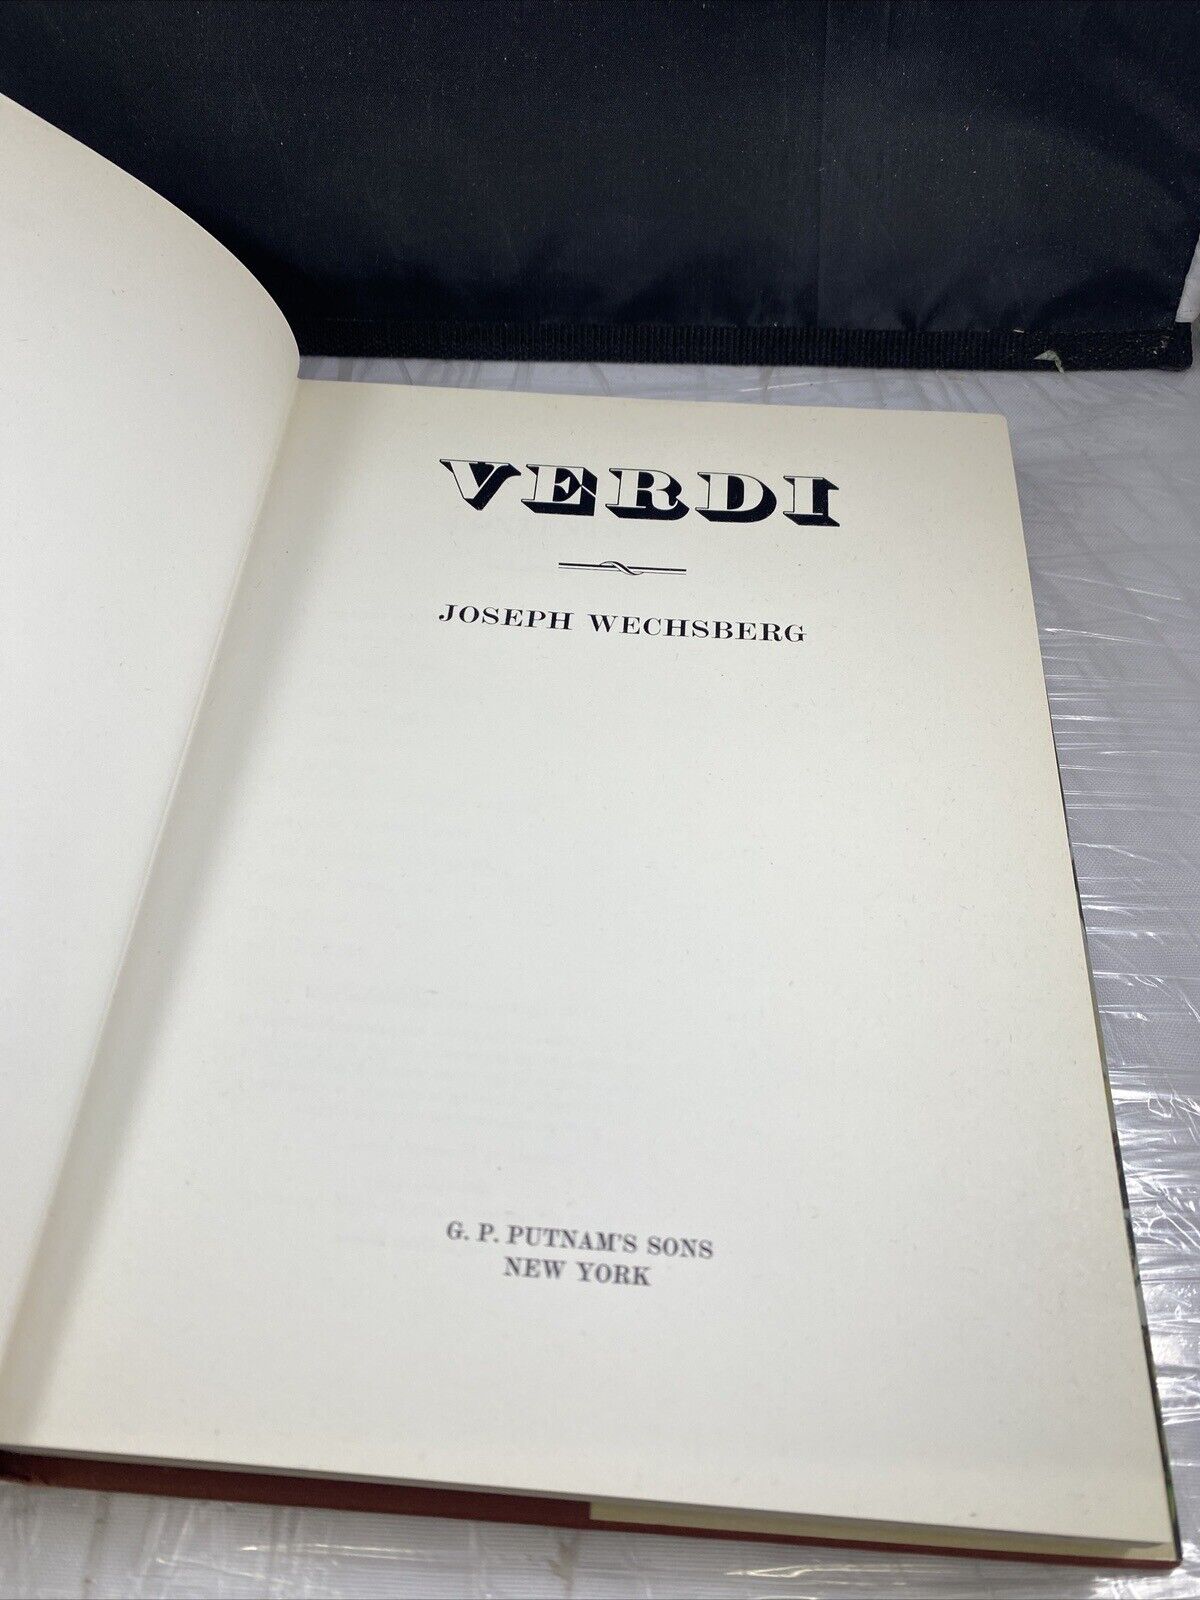 VERDI
JOSEPH WECHSBERG
G. P. PUTNAM'S SONS
NEW YORK